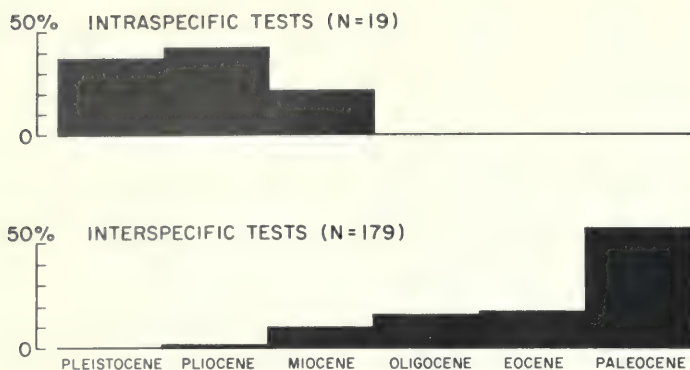 50% INTRASPECIFIC TESTS (N=19)
0
50% INTERSPECIFIC TESTS (N=179)
0
PLEISTOCENE PLIOCENE MIOCENE OLIGOCENE EOCENE PALEOCENE